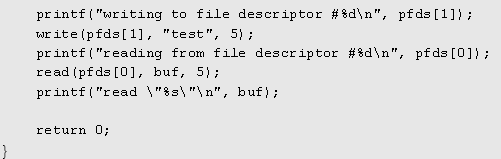 printf("writing to file descriptor #%d\n", pfds[1]);
write(pfds[1], "test", 5);
printf("reading from file descriptor #%d\n", pfds[0]);
read(pfds[0], buf, 5);
printf("read \"%s\"\n", buf);
return 0;
}